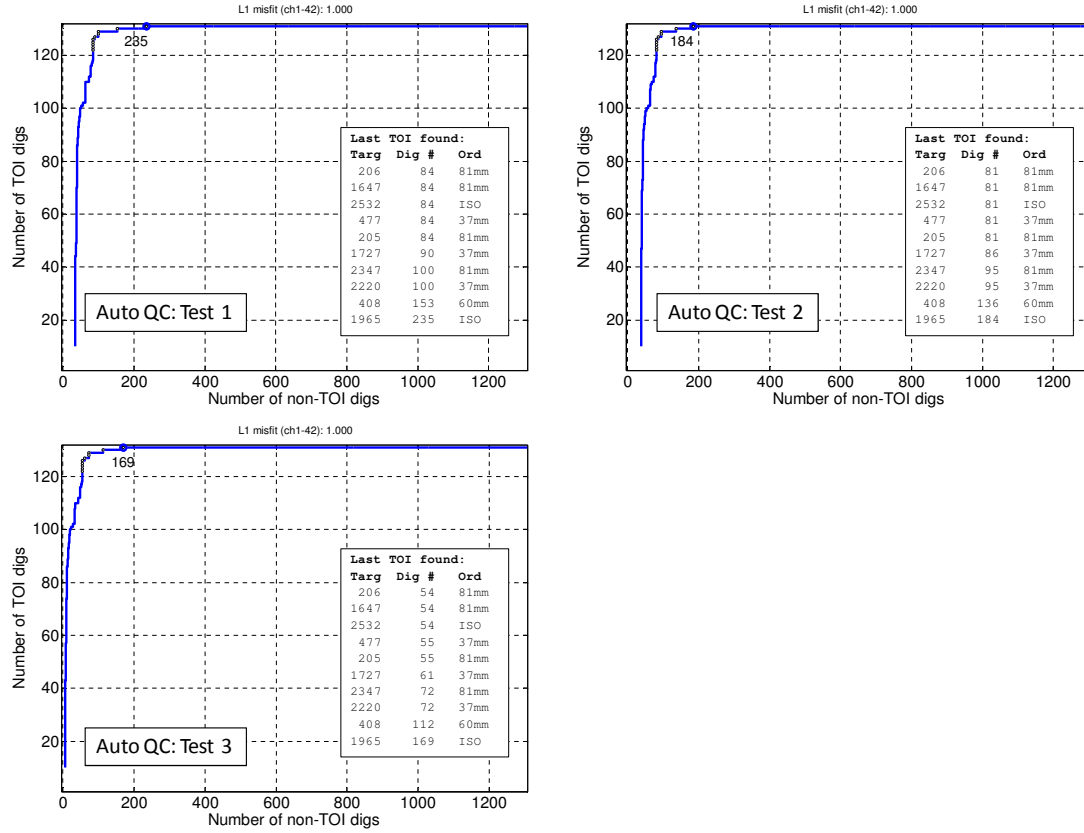 L1 misfit (ch1-42): 1.000
120
100
80
60
40
20
Number of TOI digs
235
Last TOI found:
Targ Dig # Ord
206 84 81mm
1647 84 81mm
2532 84 ISO
477 84 37mm
205 84 81mm
1727 90 37mm
2347 100 81mm
2220 100 37mm
408 153 60mm
1965 235 ISO
Auto QC: Test 1
0 200 400 600 800 1000 1200
Number of non-TOI digs
L1 misfit (ch1-42): 1.000
120
100
80
60
40
20
Number of TOI digs
184
Last TOI found:
Targ Dig # Ord
206 81 81mm
1647 81 81mm
2532 81 ISO
477 81 37mm
205 81 81mm
1727 86 37mm
2347 95 81mm
2220 95 37mm
408 136 60mm
1965 184 ISO
Auto QC: Test 2
0 200 400 600 800 1000 1200
Number of non-TOI digs
L1 misfit (ch1-42): 1.000
120
100
80
60
40
20
Number of TOI digs
169
Last TOI found:
Targ Dig # Ord
206 54 81mm
1647 54 81mm
2532 54 ISO
477 55 37mm
205 55 81mm
1727 61 37mm
2347 72 81mm
2220 72 37mm
408 112 60mm
1965 169 ISO
Auto QC: Test 3
0 200 400 600 800 1000 1200
Number of non-TOI digs